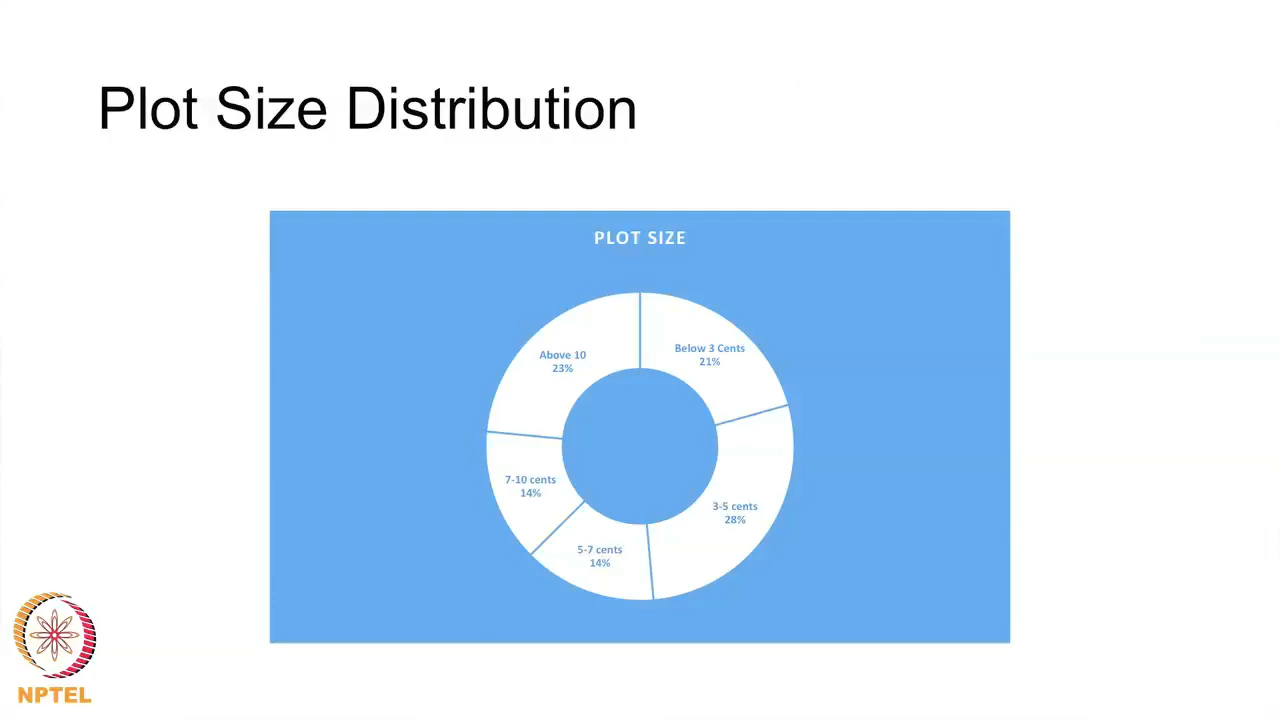 Plot Size Distribution
PLOT SIZE
Above 10
23%
Below 3 Cents
21%
7-10 cents
14%
3-5 cents
28%
5-7 cents
14%
NPTEL